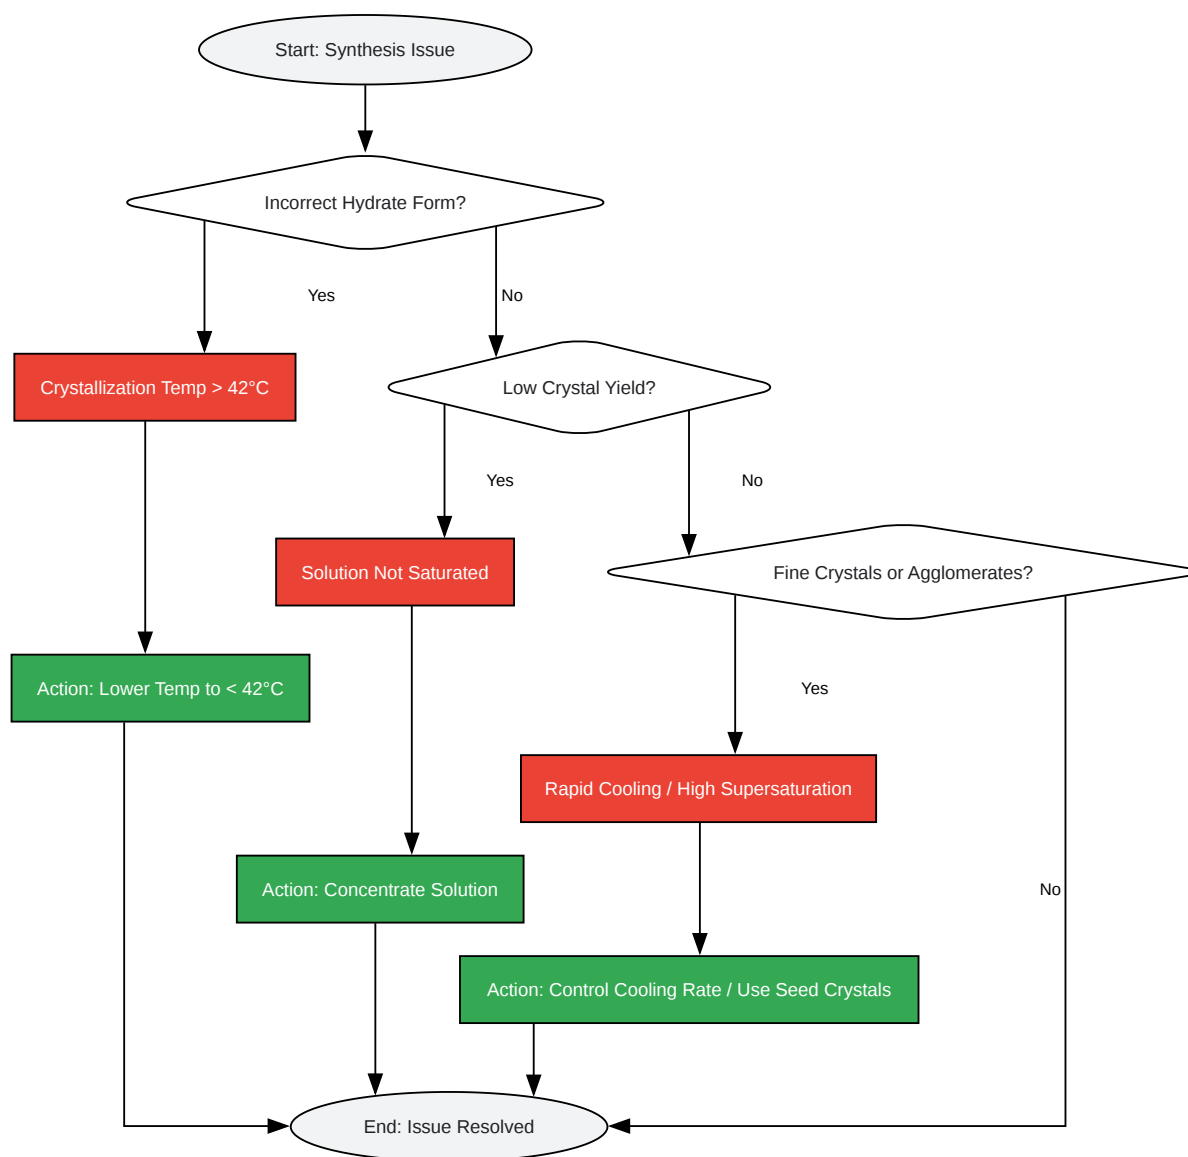 Start: Synthesis Issue
Incorrect Hydrate Form?
Yes
No
Crystallization Temp > 42°C
Low Crystal Yield?
Yes
No
Solution Not Saturated
Fine Crystals or Agglomerates?
Action: Lower Temp to < 42°C
Yes
Rapid Cooling / High Supersaturation
Action: Concentrate Solution
No
Action: Control Cooling Rate / Use Seed Crystals
End: Issue Resolved